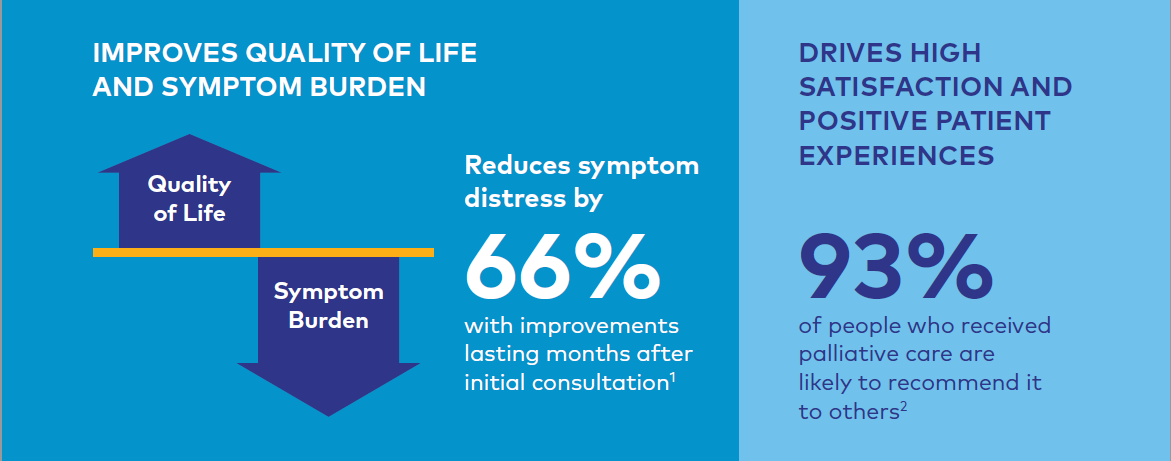 IMPROVES QUALITY OF LIFE
AND SYMPTOM BURDEN
Quality
of Life
Symptom
Burden
Reduces symptom
distress by
66%
with improvements
lasting months after
initial consultation¹
DRIVES HIGH
SATISFACTION AND
POSITIVE PATIENT
EXPERIENCES
93%
of people who received
palliative care are
likely to recommend it
to others²